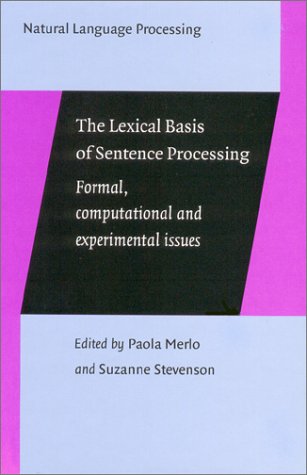 Natural Language Processing
The Lexical Basis
of Sentence Processing
Formal,
computational and
experimental issues
Edited by Paola Merlo
and Suzanne Stevenson